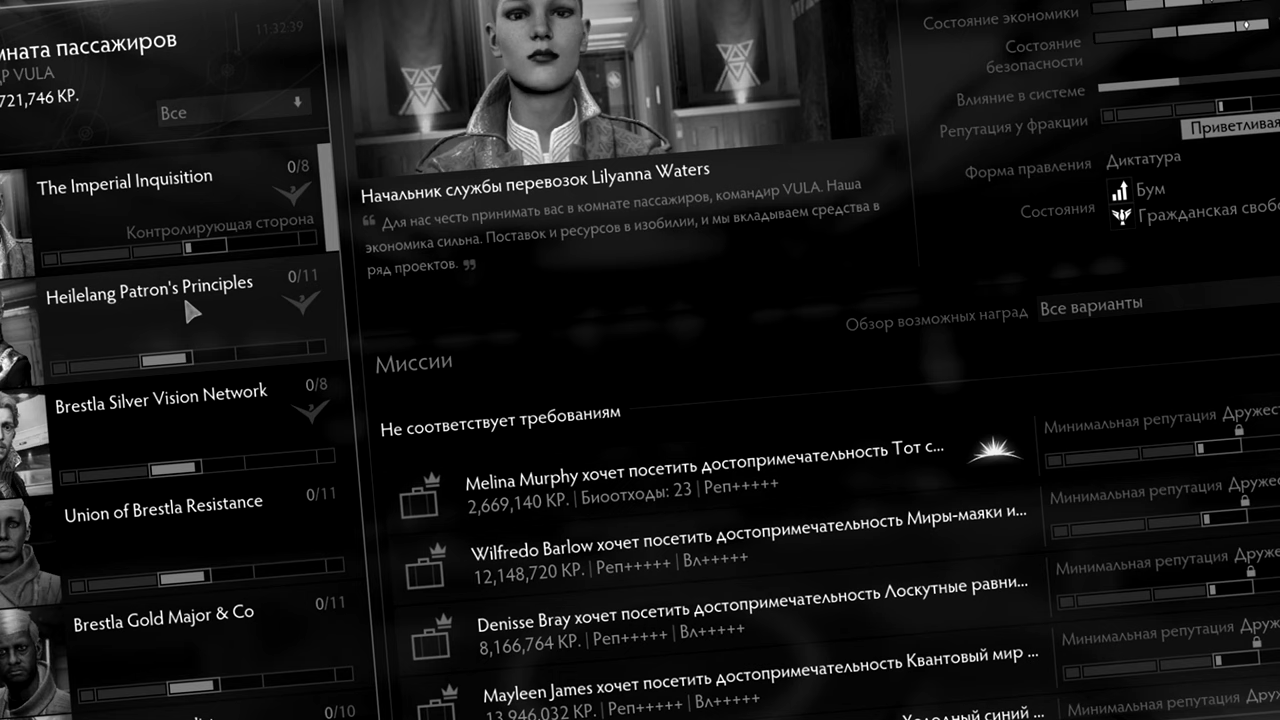 мната пассажиров
11:32:39
Р VULA
721,746 КР.
Все
The Imperial Inquisition
0/8
Контролирующая сторона
Heilelang Patron's Principles
0/11
Brestla Silver Vision Network
0/8
Union of Brestla Resistance
0/11
Brestla Gold Major & Co
0/11
0/10
Начальник службы перевозок Lilyanna Waters
“ Для нас честь принимать вас в комнате пассажиров, командир VULA. Наша
экономика сильна. Поставок и ресурсов в изобилии, и мы вкладываем средства в
ряд проектов. ”
Состояние экономики
Состояние
безопасности
Влияние в системе
Репутация у фракции
Приветливая
Форма правления
Диктатура
Состояния
Бум
Гражданская свобо
Обзор возможных наград
Все варианты
Миссии
Не соответствует требованиям
Melina Murphy хочет посетить достопримечательность Тот с...
2,669,140 КР. | Биоотходы: 23 | Реп+++++
Минимальная репутация Дружес
Wilfredo Barlow хочет посетить достопримечательность Миры-маяки и...
12,148,720 КР. | Реп+++++ | Вл+++++
Минимальная репутация Дружес
Denisse Bray хочет посетить достопримечательность Лоскутные равни...
8,166,764 КР. | Реп+++++ | Вл+++++
Минимальная репутация Друже
Mayleen James хочет посетить достопримечательность Квантовый мир ...
13,946,032 КР. | Реп+++++ | Вл+++++
Минимальная репутация Друж
Холодный синий ...
Минимальная репутация Друж